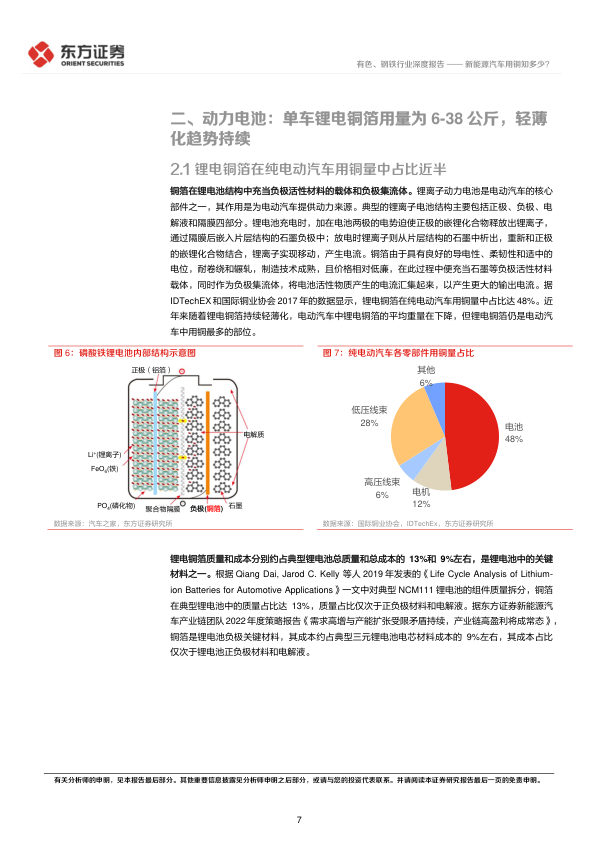 东方证券
ORIENT SECURITIES
有色、钢铁行业深度报告 —— 新能源汽车用铜知多少?
二、动力电池：单车锂电铜箔用量为 6-38 公斤，轻薄
化趋势持续
2.1 锂电铜箔在纯电动汽车用铜量中占比近半
铜箔在锂电池结构中充当负极活性材料的载体和负极集流体。锂离子动力电池是电动汽车的核心
部件之一，其作用是为电动汽车提供动力来源。典型的锂离子电池结构主要包括正极、负极、电
解液和隔膜四部分。锂电池充电时，加在电池两极的电势迫使正极的嵌锂化合物释放出锂离子，
通过隔膜后嵌入片层结构的石墨负极中；放电时锂离子则从片层结构的石墨中析出，重新和正极
的嵌锂化合物结合，锂离子实现移动，产生电流。铜箔由于具有良好的导电性、柔韧性和适中的
电位，耐卷绕和辗轧，制造技术成熟，且价格相对低廉，在此过程中便充当石墨等负极活性材料
载体，同时作为负极集流体，将电池活性物质产生的电流汇集起来，以产生更大的输出电流。据
IDTechEX 和国际铜业协会 2017 年的数据显示，锂电铜箔在纯电动汽车用铜量中占比达 48%。近
年来随着锂电铜箔持续轻薄化，电动汽车中锂电铜箔的平均重量在下降，但锂电铜箔仍是电动汽
车中用铜最多的部位。
图 6：磷酸铁锂电池内部结构示意图
正极（铝箔）
电解质
Li+(锂离子)
FeO6(铁)
PO4(磷化物)
聚合物隔膜
负极(铜箔)
石墨
数据来源：汽车之家，东方证券研究所
图 7：纯电动汽车各零部件用铜量占比
其他
6%
低压线束
28%
电池
48%
高压线束
6%
电机
12%
数据来源：国际铜业协会，IDTechEx，东方证券研究所
锂电铜箔质量和成本分别约占典型锂电池总质量和总成本的 13%和 9%左右，是锂电池中的关键
材料之一。根据 Qiang Dai, Jarod C. Kelly 等人 2019 年发表的《Life Cycle Analysis of Lithium-
ion Batteries for Automotive Applications》一文中对典型 NCM111 锂电池的组件质量拆分，铜箔
在典型锂电池中的质量占比达 13%，质量占比仅次于正负极材料和电解液。据东方证券新能源汽
车产业链团队 2022 年度策略报告《需求高增与产能扩张受限矛盾持续，产业链高盈利将成常态》，
铜箔是锂电池负极关键材料，其成本约占典型三元锂电池电芯材料成本的 9%左右，其成本占比
仅次于锂电池正负极材料和电解液。
有关分析师的申明，见本报告最后部分。其他重要信息披露见分析师申明之后部分，或请与您的投资代表联系。并请阅读本证券研究报告最后一页的免责申明。
7